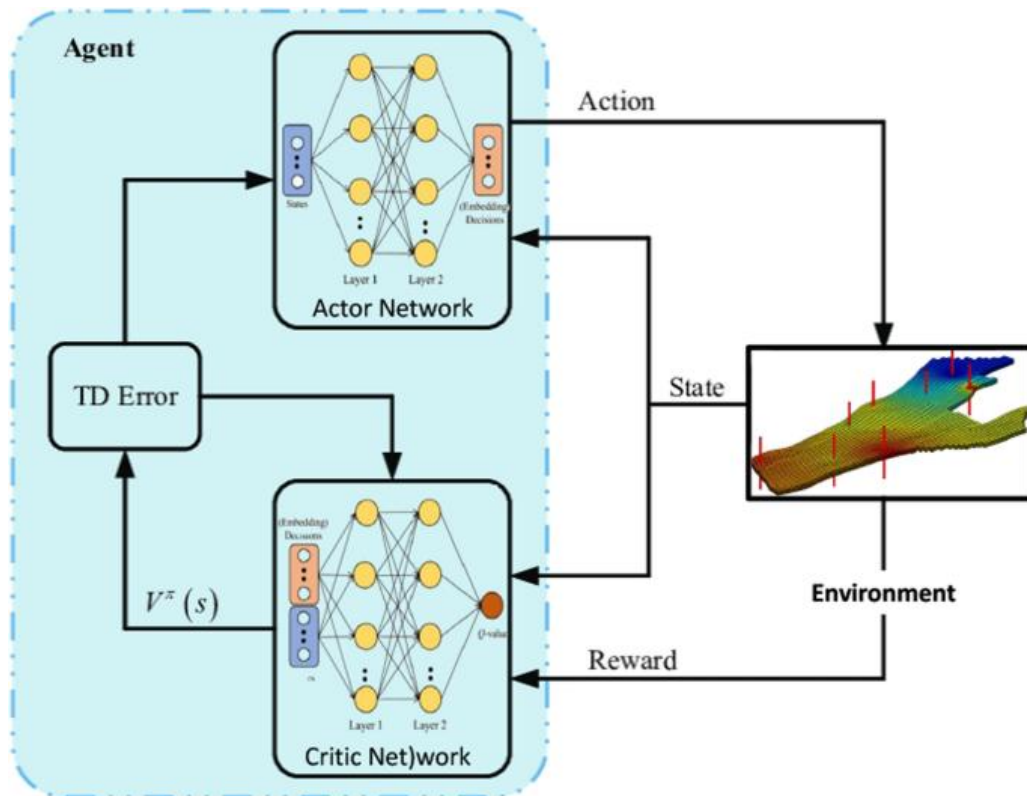 Agent
States
(Embedding)
Decisions
Layer 1
Layer 2
Actor Network
Action
TD Error
State
(Embedding)
Decisions
Q-value
Layer 1
Layer 2
Critic Net)work
V^π (s)
Environment
Reward